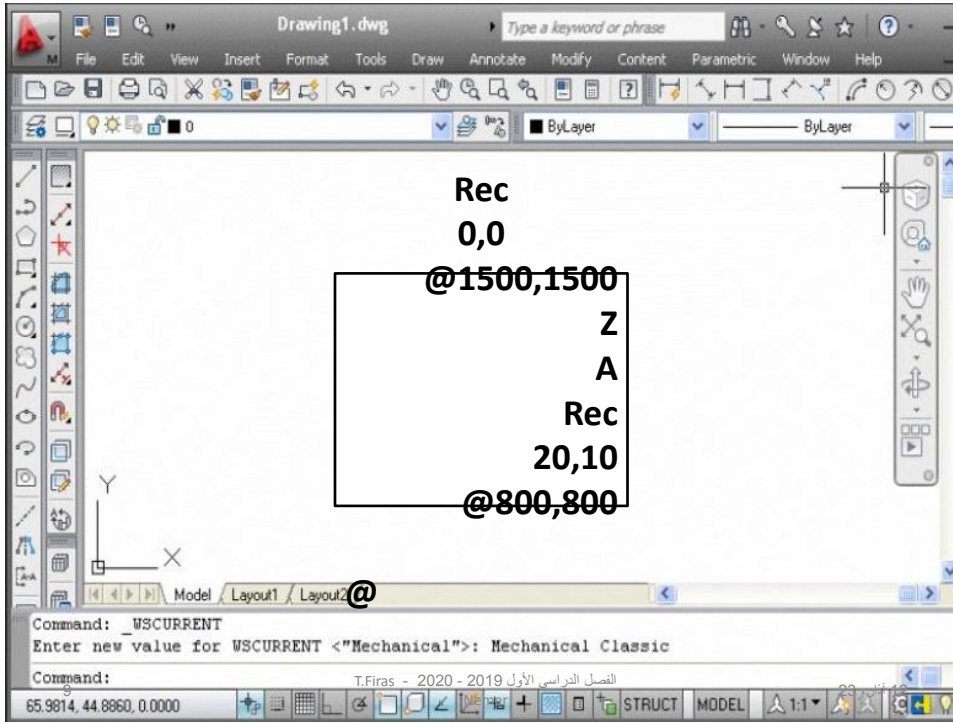 Drawing1.dwg
Type a keyword or phrase
File Edit View Insert Format Tools Draw Annotate Modify Content Parametric Window Help
0
ByLayer
ByLayer
Rec
0,0
@1500,1500
Z
A
Rec
20,10
@800,800
Y
X
@
Model Layout1 Layout2
Command: _WSCURRENT
Enter new value for WSCURRENT <"Mechanical">: Mechanical Classic
Command:
T.Firas - 2020 - 2019 الفصل الدراسي الأول
9
65.9814, 44.8860, 0.0000
STRUCT MODEL 1:1